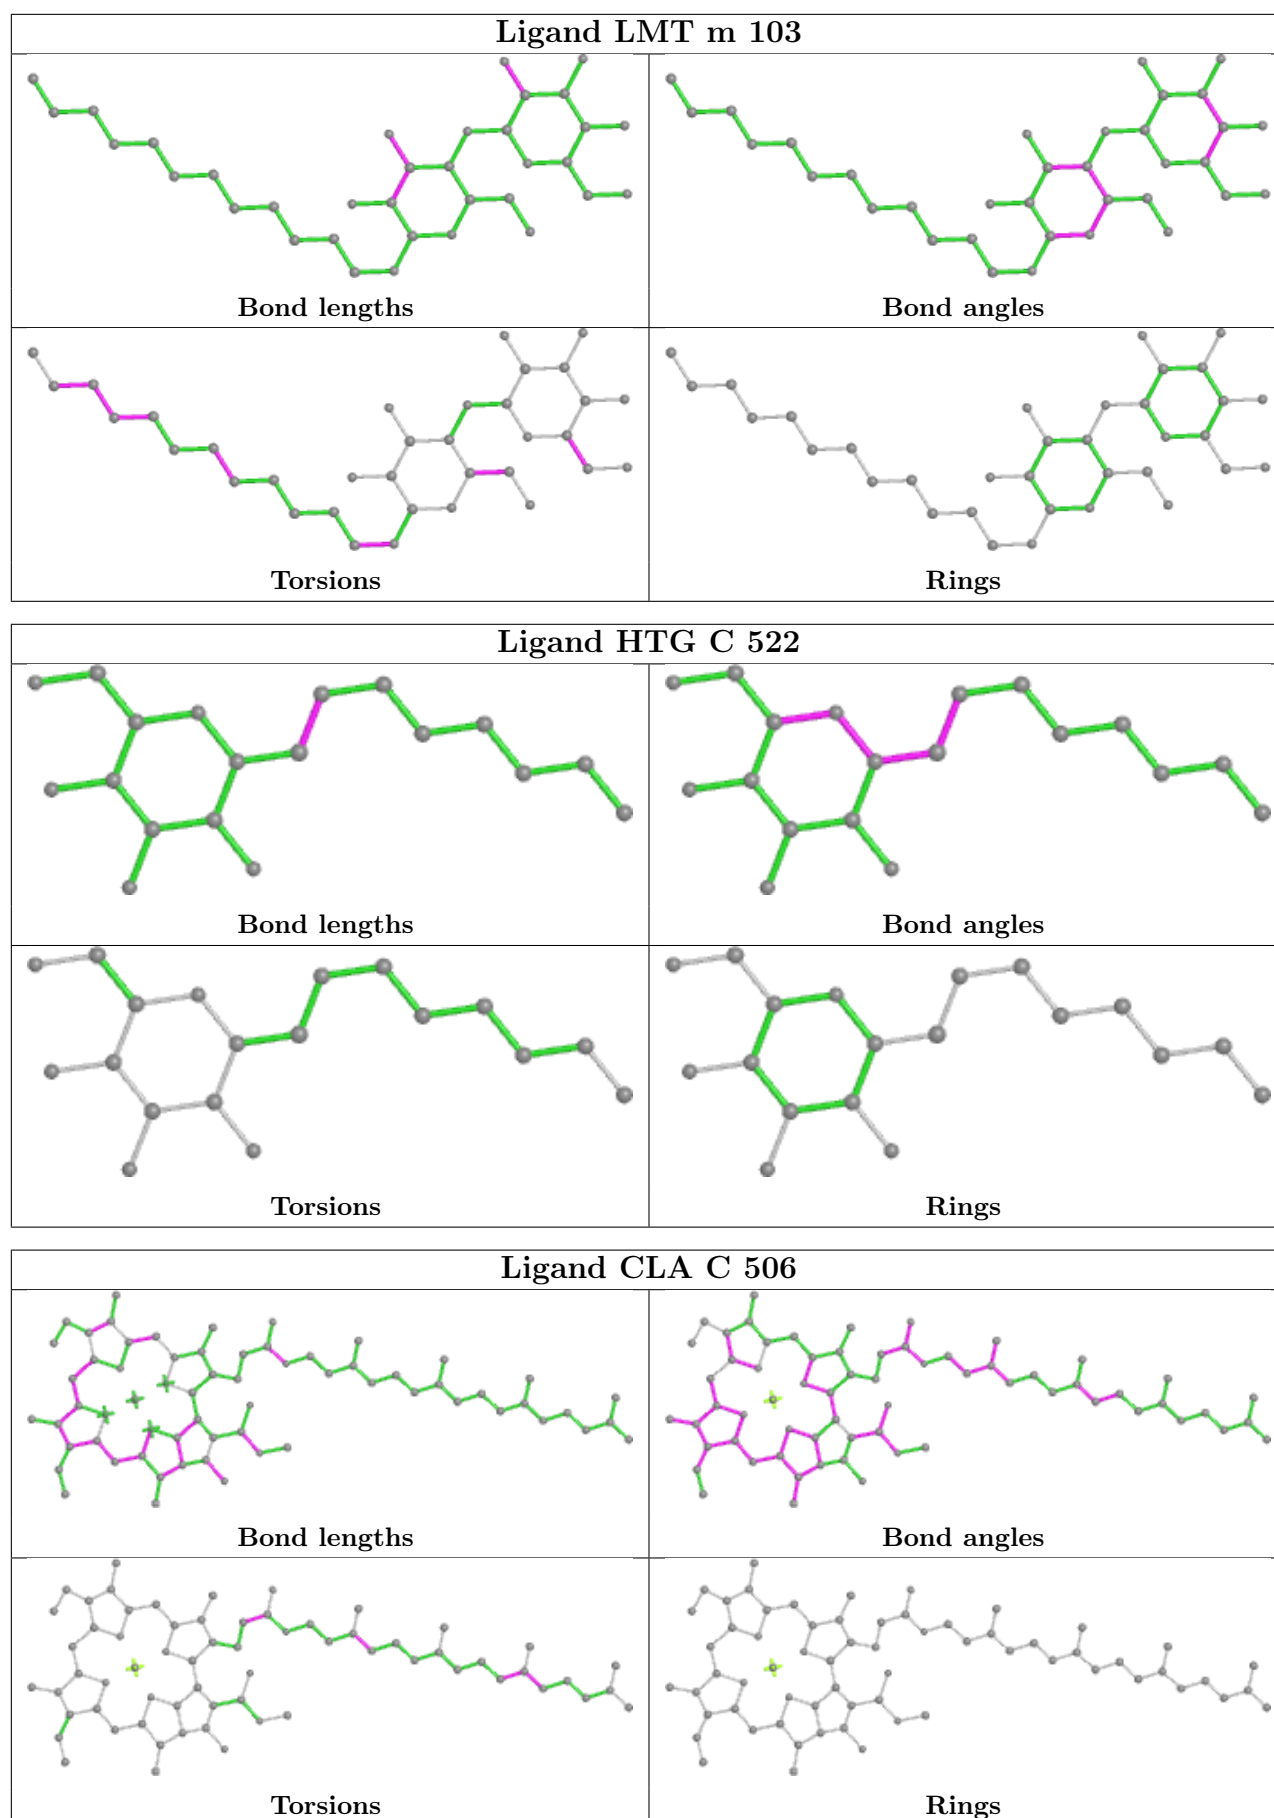 Ligand LMT m 103
Bond lengths
Bond angles
Torsions
Rings
Ligand HTG C 522
Bond lengths
Bond angles
Torsions
Rings
Ligand CLA C 506
Bond lengths
Bond angles
Torsions
Rings